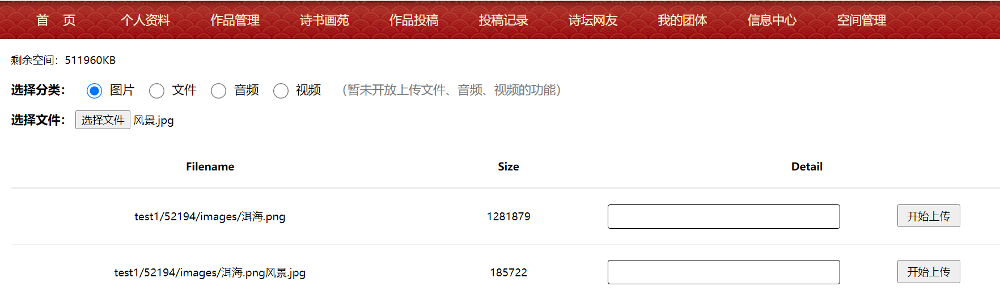 首 页 个人资料 作品管理 诗书画苑 作品投稿 投稿记录 诗坛网友 我的团体 信息中心 空间管理
剩余空间：511960KB
选择分类： 图片 文件 音频 视频 （暂未开放上传文件、音频、视频的功能）
选择文件： 选择文件 风景.jpg
Filename Size Detail
test1/52194/images/洱海.png 1281879 开始上传
test1/52194/images/洱海.png风景.jpg 185722 开始上传